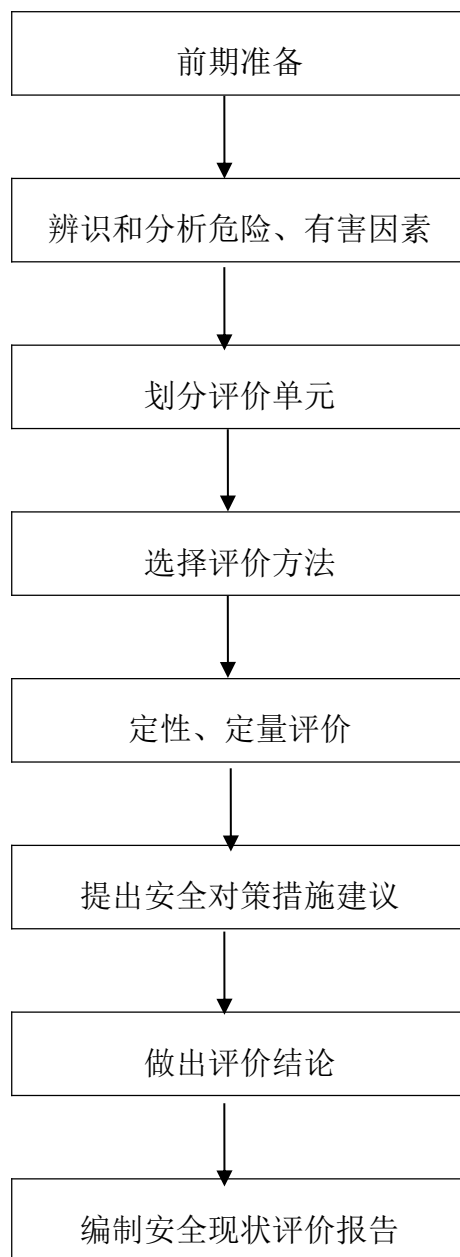 前期准备
辨识和分析危险、有害因素
划分评价单元
选择评价方法
定性、定量评价
提出安全对策措施建议
做出评价结论
编制安全现状评价报告